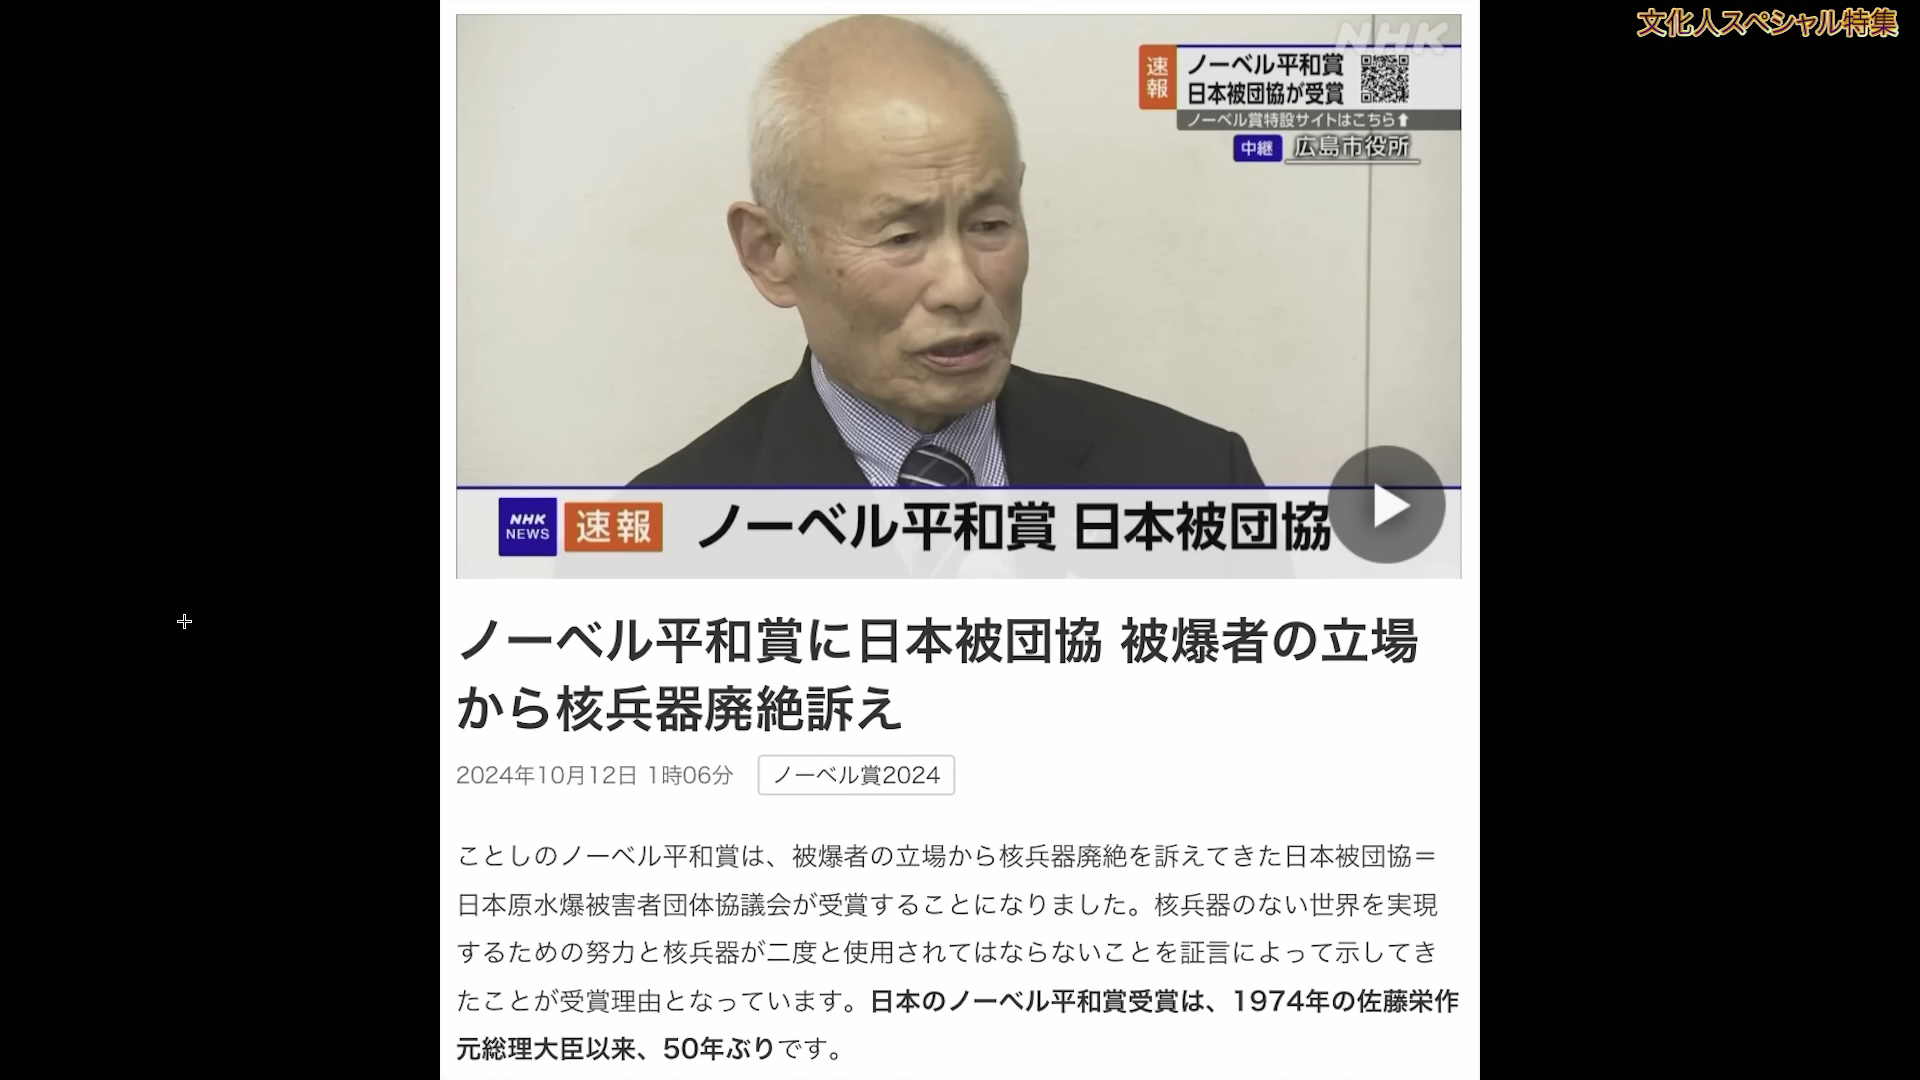 文化人スペシャル特集
NHK
速報
ノーベル平和賞
日本被団協が受賞
ノーベル賞特設サイトはこちら⬆
中継 広島市役所
NHK NEWS 速報 ノーベル平和賞 日本被団協
ノーベル平和賞に日本被団協 被爆者の立場
から核兵器廃絶訴え
2024年10月12日 1時06分 ノーベル賞2024
ことしのノーベル平和賞は、被爆者の立場から核兵器廃絶を訴えてきた日本被団協＝
日本原水爆被害者団体協議会が受賞することになりました。核兵器のない世界を実現
するための努力と核兵器が二度と使用されてはならないことを証言によって示してき
たことが受賞理由となっています。日本のノーベル平和賞受賞は、1974年の佐藤栄作
元総理大臣以来、50年ぶりです。